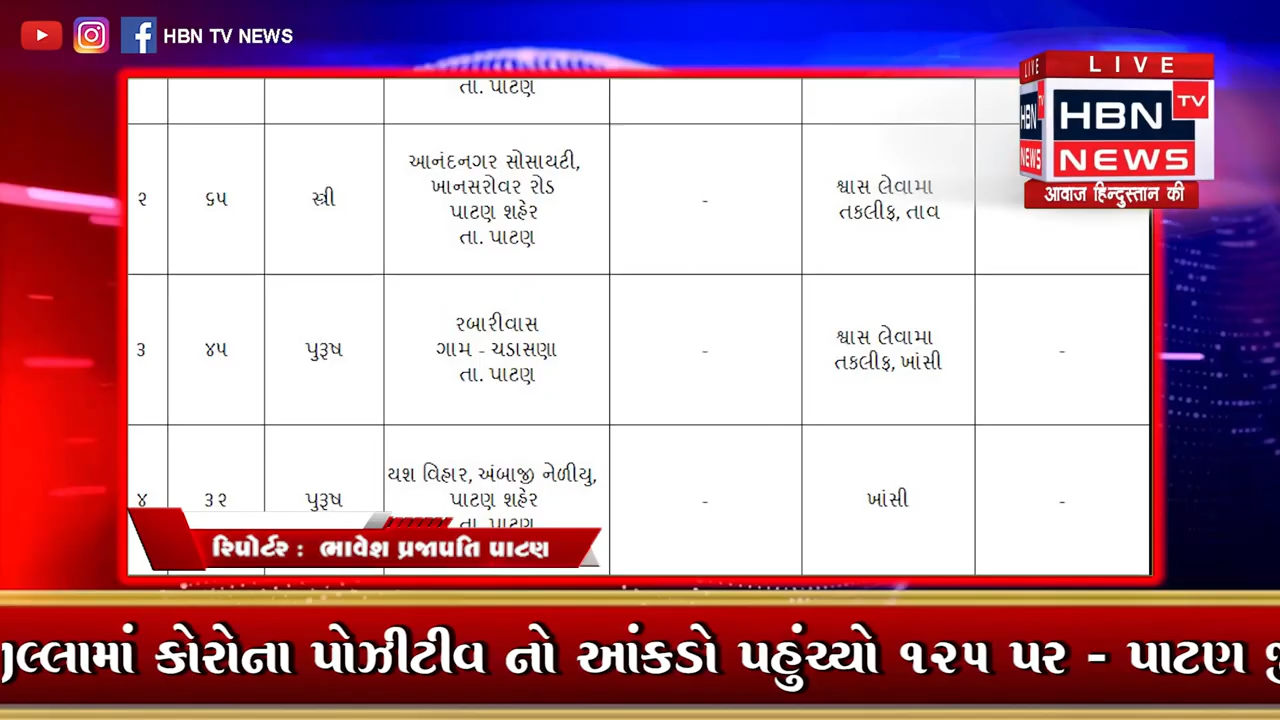 HBN TV NEWS
LIVE
LIVE
HBN TV
NEWS
HBN
TV
NEWS
आवाज हिन्दुस्तान की
તા. પાટણ
૨
૬૫
સ્ત્રી
આનંદનગર સોસાયટી,
ખાનસરોવર રોડ
પાટણ શહેર
તા. પાટણ
-
શ્વાસ લેવામા
તકલીફ, તાવ
૩
૪૫
પુરૂષ
રબારીવાસ
ગામ - ચડાસણા
તા. પાટણ
-
શ્વાસ લેવામા
તકલીફ, ખાંસી
-
૪
૩૨
પુરૂષ
યશ વિહાર, અંબાજી નેળીયુ,
પાટણ શહેર
તા. પાટણ
-
ખાંસી
-
રિપોર્ટર : ભાવેશ પ્રજાપતિ પાટણ
જીલ્લામાં કોરોના પોઝીટીવ નો આંકડો પહુંચ્યો ૧૨૫ પર - પાટણ જી